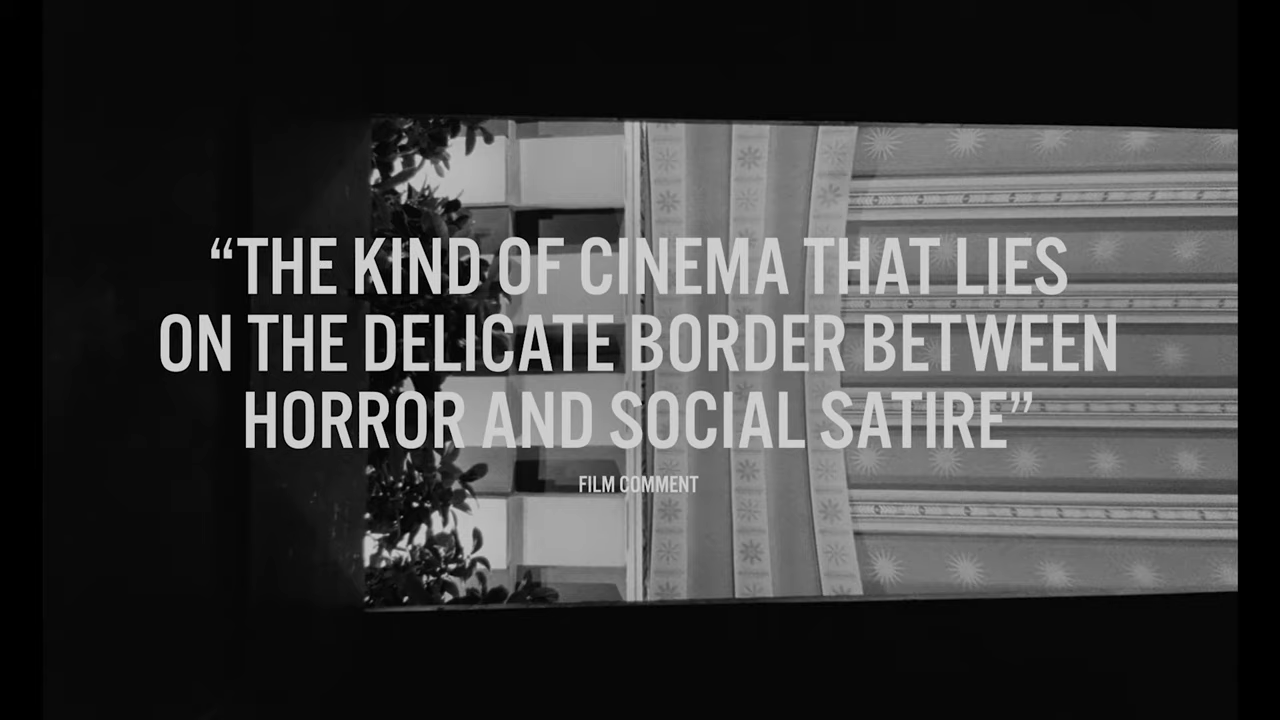 “THE KIND OF CINEMA THAT LIES
ON THE DELICATE BORDER BETWEEN
HORROR AND SOCIAL SATIRE”
FILM COMMENT